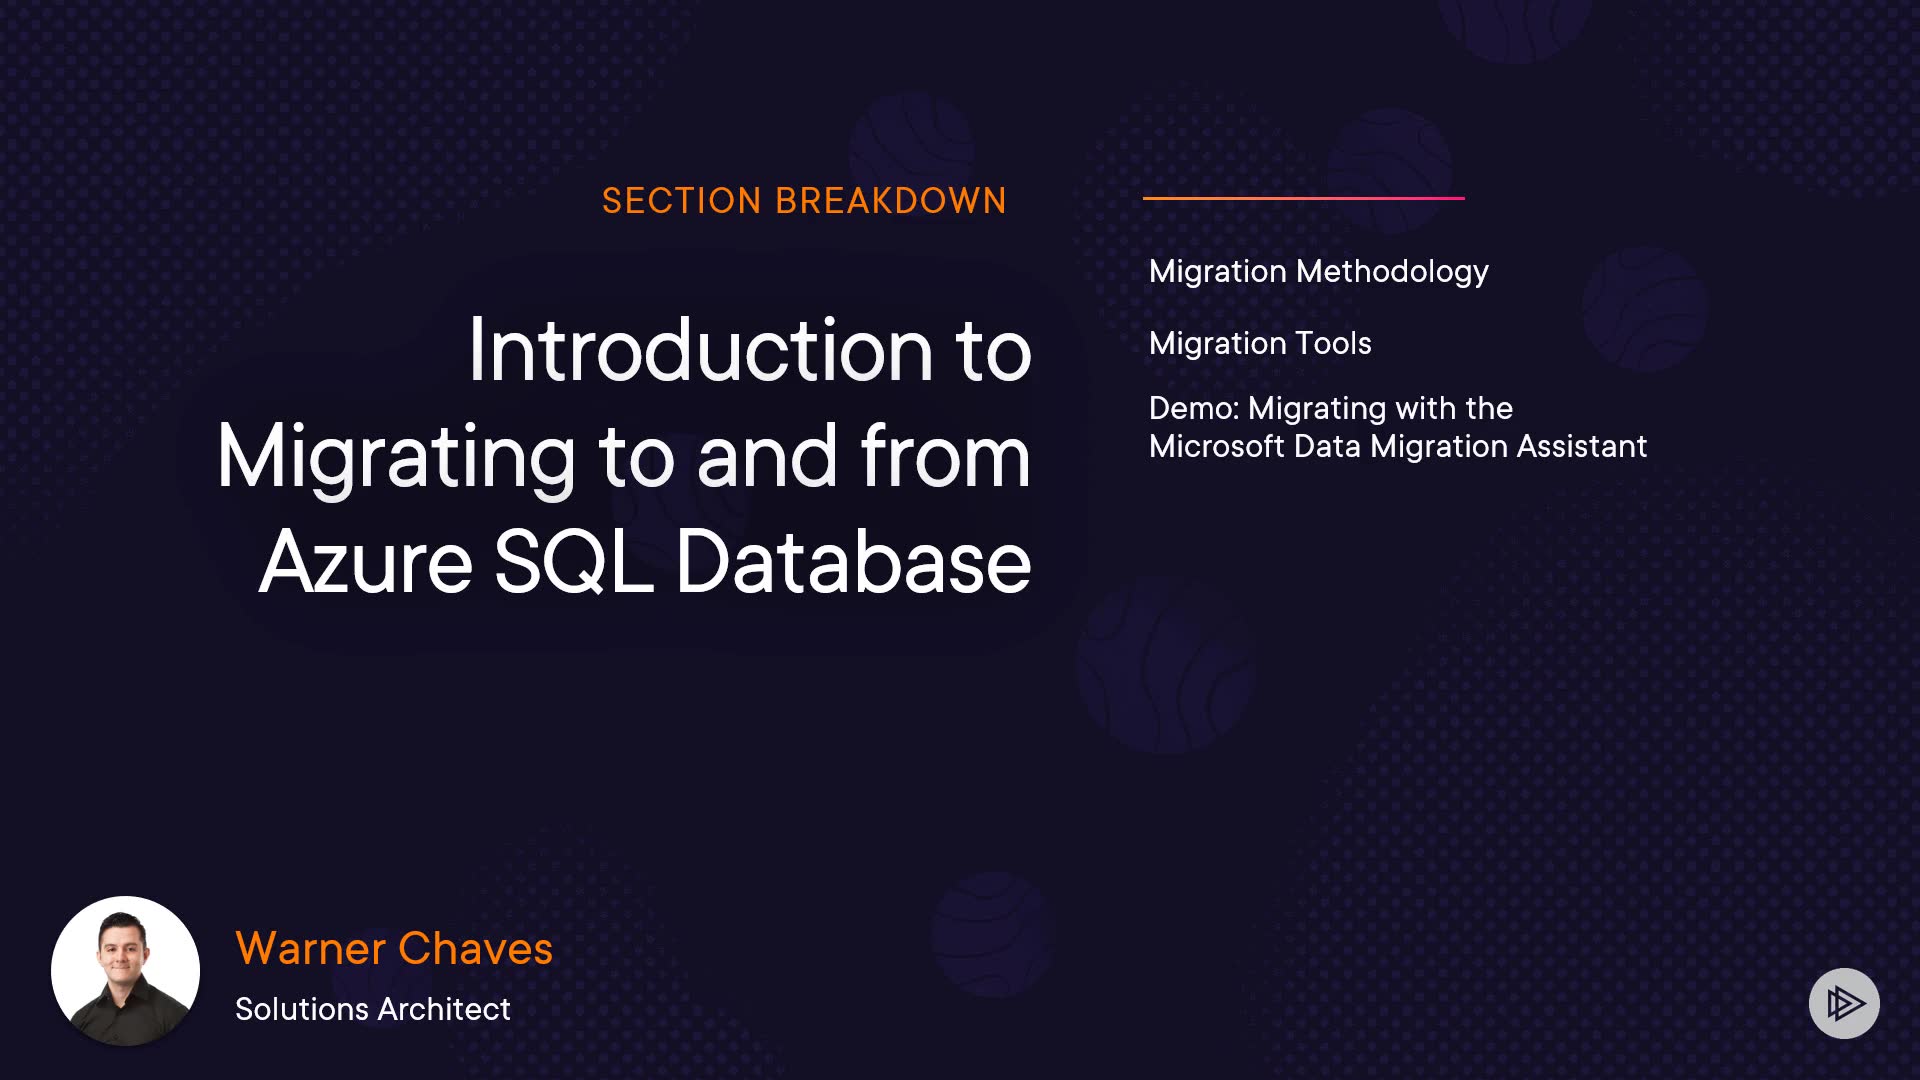 SECTION BREAKDOWN
Introduction to
Migrating to and from
Azure SQL Database
Migration Methodology
Migration Tools
Demo: Migrating with the
Microsoft Data Migration Assistant
Warner Chaves
Solutions Architect